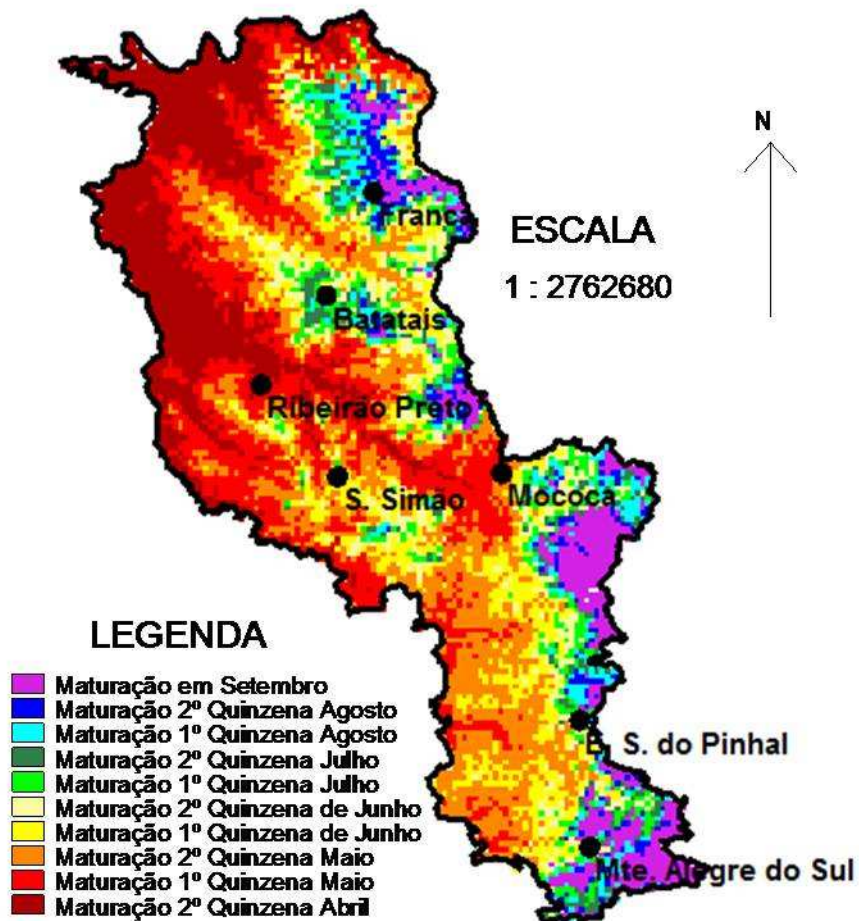 N
Franca
ESCALA
1 : 2762680
Batatais
Ribeirão Preto
S. Simão
Mococa
LEGENDA
Maturação em Setembro
Maturação 2º Quinzena Agosto
Maturação 1º Quinzena Agosto
Maturação 2º Quinzena Julho
Maturação 1º Quinzena Julho
Maturação 2º Quinzena de Junho
Maturação 1º Quinzena de Junho
Maturação 2º Quinzena Maio
Maturação 1º Quinzena Maio
Maturação 2º Quinzena Abril
E. S. do Pinhal
Mte. Alegre do Sul